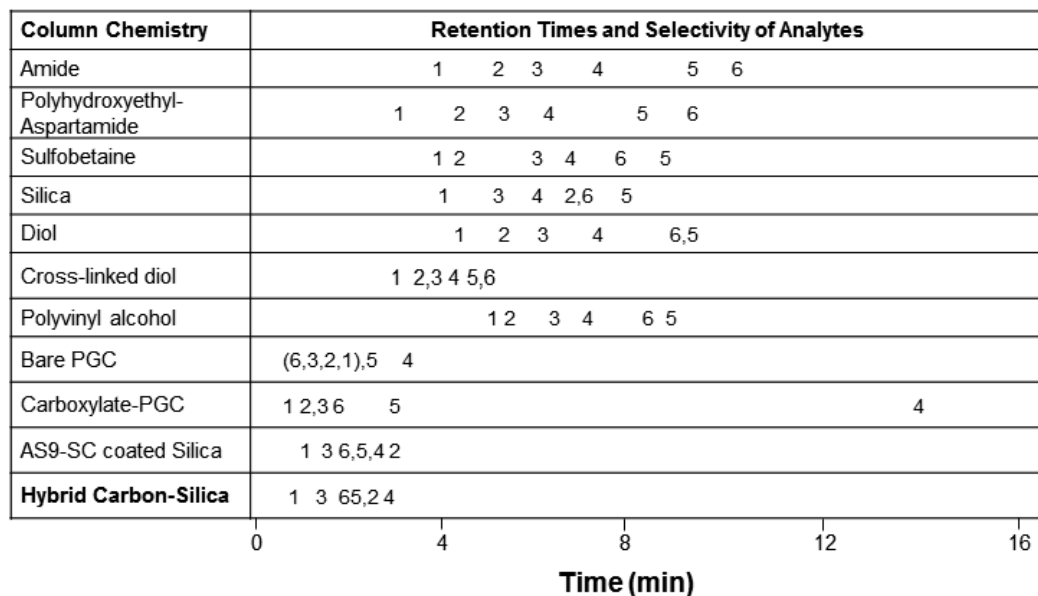 Column Chemistry Retention Times and Selectivity of Analytes
Amide 1 2 3 4 5 6
Polyhydroxyethyl-
Aspartamide 1 2 3 4 5 6
Sulfobetaine 1 2 3 4 6 5
Silica 1 3 4 2,6 5
Diol 1 2 3 4 6,5
Cross-linked diol 1 2,3 4 5,6
Polyvinyl alcohol 1 2 3 4 6 5
Bare PGC (6,3,2,1),5 4
Carboxylate-PGC 1 2,3 6 5 4
AS9-SC coated Silica 1 3 6,5,4 2
Hybrid Carbon-Silica 1 3 65,2 4
0 4 8 12 16
Time (min)